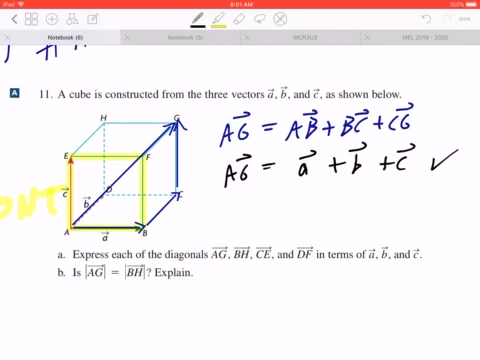 iPad
8:01 AM
100%
Notebook (6)
Notebook (5)
MCR3U5
MEL 2019 - 2020
A
11. A cube is constructed from the three vectors a⃗, b⃗, and c⃗, as shown below.
H
G
E
F
c⃗
b⃗
D
F
A
a⃗
B
ONT
AG⃗ = AB⃗ + BC⃗ + CG⃗
AG⃗ = a⃗ + b⃗ + c⃗ ✓
a. Express each of the diagonals AG⃗, BH⃗, CE⃗, and DF⃗ in terms of a⃗, b⃗, and c⃗.
b. Is |AG⃗| = |BH⃗|? Explain.